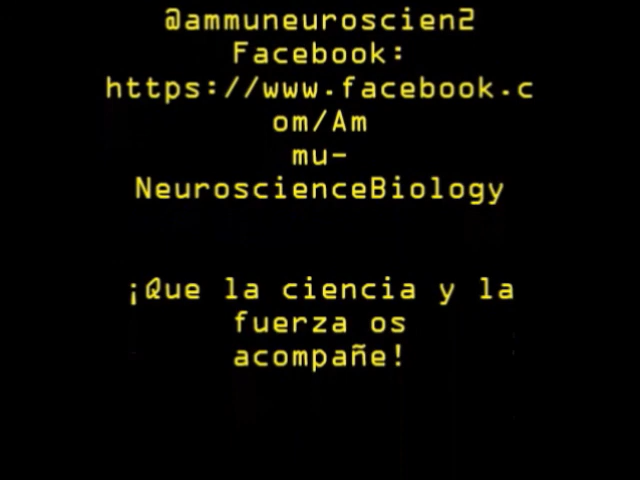 @ammuneuroscien2
Facebook:
https://www.facebook.c
om/Am
mu-
NeuroscienceBiology
¡Que la ciencia y la
fuerza os
acompañe!